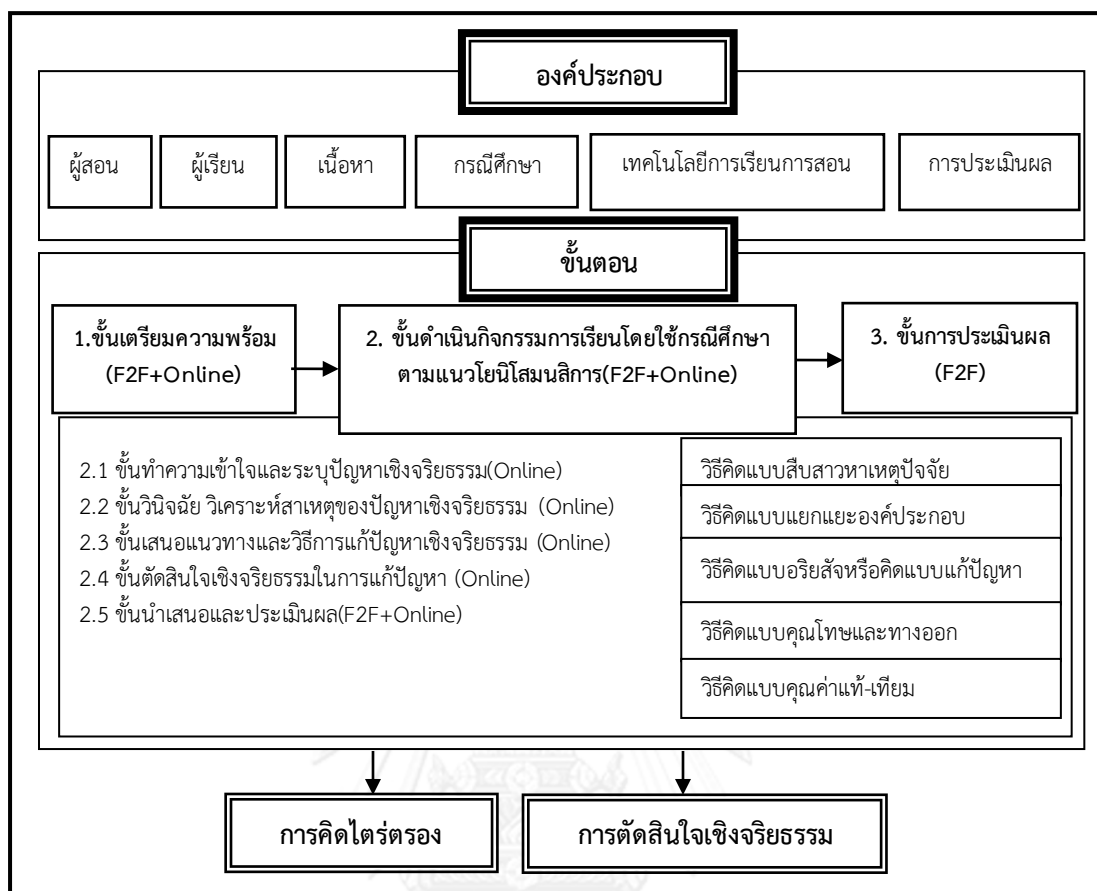 องค์ประกอบ
ผู้สอน
ผู้เรียน
เนื้อหา
กรณีศึกษา
เทคโนโลยีการเรียนการสอน
การประเมินผล
ขั้นตอน
1.ขั้นเตรียมความพร้อม
(F2F+Online)
2. ขั้นดำเนินกิจกรรมการเรียนโดยใช้กรณีศึกษา
ตามแนวโยนิโสมนสิการ(F2F+Online)
3. ขั้นการประเมินผล
(F2F)
2.1 ขั้นทำความเข้าใจและระบุปัญหาเชิงจริยธรรม(Online)
2.2 ขั้นวินิจฉัย วิเคราะห์สาเหตุของปัญหาเชิงจริยธรรม (Online)
2.3 ขั้นเสนอแนวทางและวิธีการแก้ปัญหาเชิงจริยธรรม (Online)
2.4 ขั้นตัดสินใจเชิงจริยธรรมในการแก้ปัญหา (Online)
2.5 ขั้นนำเสนอและประเมินผล(F2F+Online)
วิธีคิดแบบสืบสาวหาเหตุปัจจัย
วิธีคิดแบบแยกแยะองค์ประกอบ
วิธีคิดแบบอริยสัจหรือคิดแบบแก้ปัญหา
วิธีคิดแบบคุณโทษและทางออก
วิธีคิดแบบคุณค่าแท้-เทียม
การคิดไตร่ตรอง
การตัดสินใจเชิงจริยธรรม